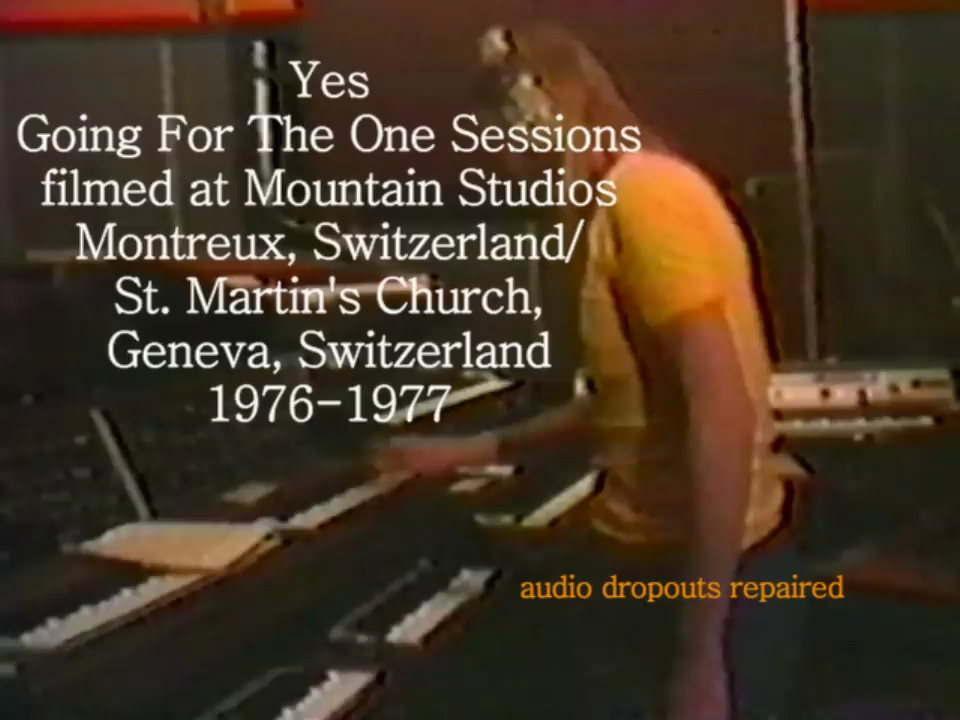 Yes
Going For The One Sessions
filmed at Mountain Studios
Montreux, Switzerland/
St. Martin's Church,
Geneva, Switzerland
1976-1977
audio dropouts repaired